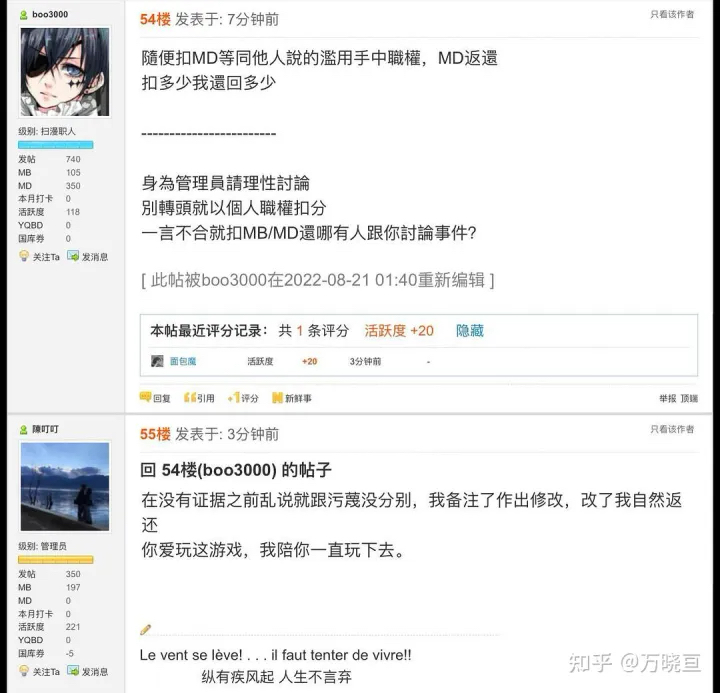 boo3000
54楼 发表于: 7分钟前
只看该作者
隨便扣MD等同他人說的濫用手中職權，MD返還
扣多少我還回多少
------------------------
身為管理員請理性討論
別轉頭就以個人職權扣分
一言不合就扣MB/MD還哪有人跟你討論事件?
[ 此帖被boo3000在2022-08-21 01:40重新编辑 ]
级别: 扫漫职人
发帖 740
MB 105
MD 350
本月打卡 0
活跃度 118
YQBD 0
国库券 0
关注Ta 发消息
本帖最近评分记录： 共 1 条评分 活跃度 +20 隐藏
面包魔 活跃度 +20 3分钟前 -
回复 引用 +1评分 新鲜事
举报 顶端
陳叮叮
55楼 发表于: 3分钟前
只看该作者
回 54楼(boo3000) 的帖子
在没有证据之前乱说就跟污蔑没分别，我备注了作出修改，改了我自然返
还
你爱玩这游戏，我陪你一直玩下去。
级别: 管理员
发帖 350
MB 197
MD 0
本月打卡 0
活跃度 221
YQBD 0
国库券 -5
关注Ta 发消息
Le vent se lève! . . . il faut tenter de vivre!!
纵有疾风起 人生不言弃
知乎 @万晓亘